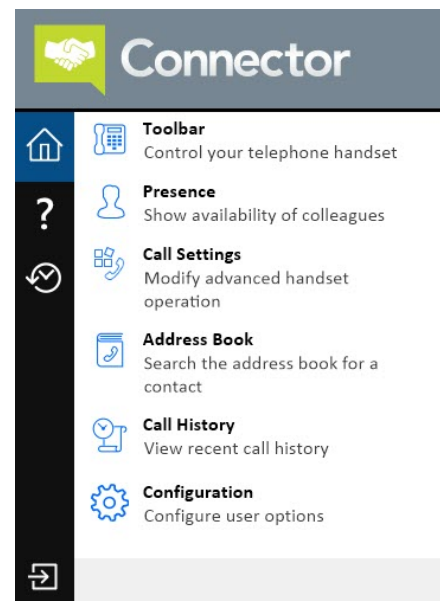 Connector
Toolbar
Control your telephone handset
Presence
Show availability of colleagues
Call Settings
Modify advanced handset
operation
Address Book
Search the address book for a
contact
Call History
View recent call history
Configuration
Configure user options
?